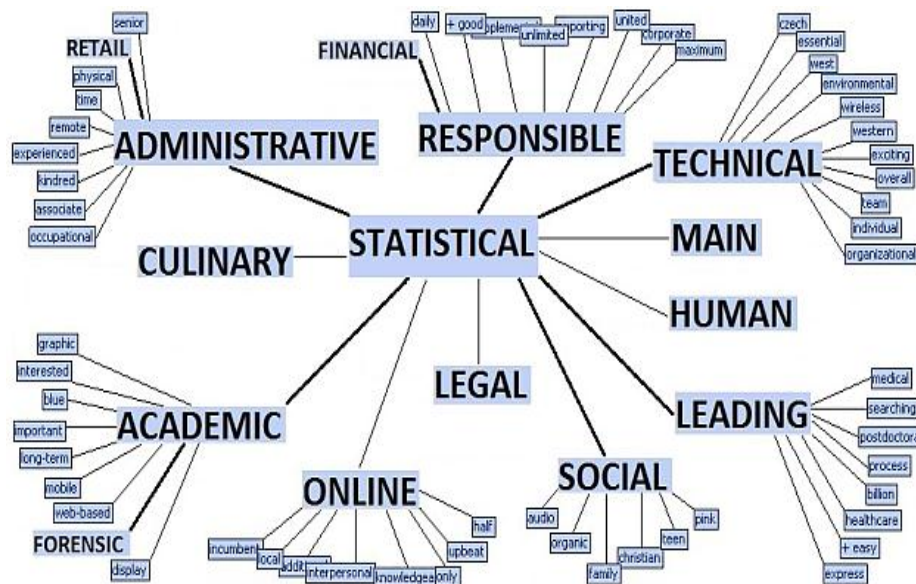 senior
RETAIL
physical
time
remote
experienced
kindred
associate
occupational
ADMINISTRATIVE
FINANCIAL
daily
+ good
unlimited
united
corporate
maximum
RESPONSIBLE
czech
essential
west
environmental
wireless
western
exciting
overall
team
individual
organizational
TECHNICAL
STATISTICAL
CULINARY
MAIN
HUMAN
LEGAL
graphic
interested
blue
important
long-term
mobile
web-based
FORENSIC
display
ACADEMIC
ONLINE
incumbent
local
addit
interpersonal
knowledgea
only
upbeat
half
SOCIAL
audio
organic
family
christian
teen
pink
LEADING
medical
searching
postdoctora
process
billion
healthcare
+ easy
express